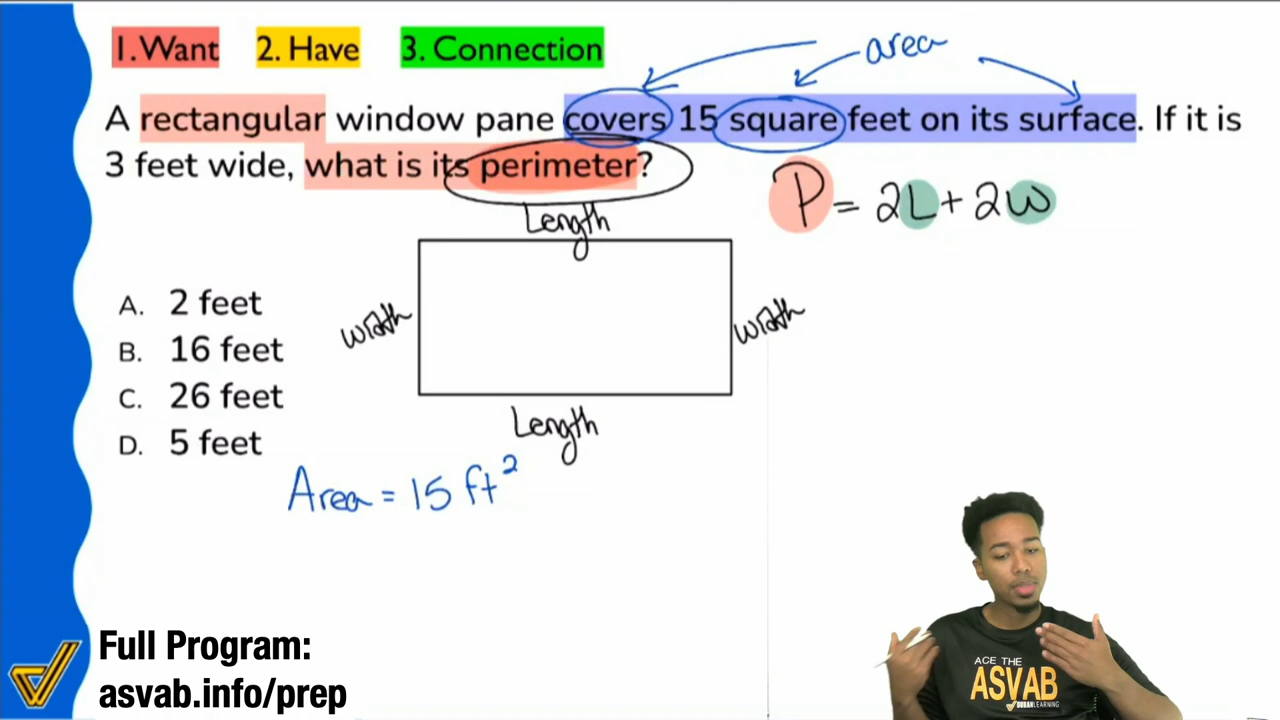 1. Want 2. Have 3. Connection
area
A rectangular window pane covers 15 square feet on its surface. If it is
3 feet wide, what is its perimeter?
P = 2L + 2W
Length
width
width
Length
A. 2 feet
B. 16 feet
C. 26 feet
D. 5 feet
Area = 15 ft²
Full Program:
asvab.info/prep
ACE THE
ASVAB
DURANLEARNING